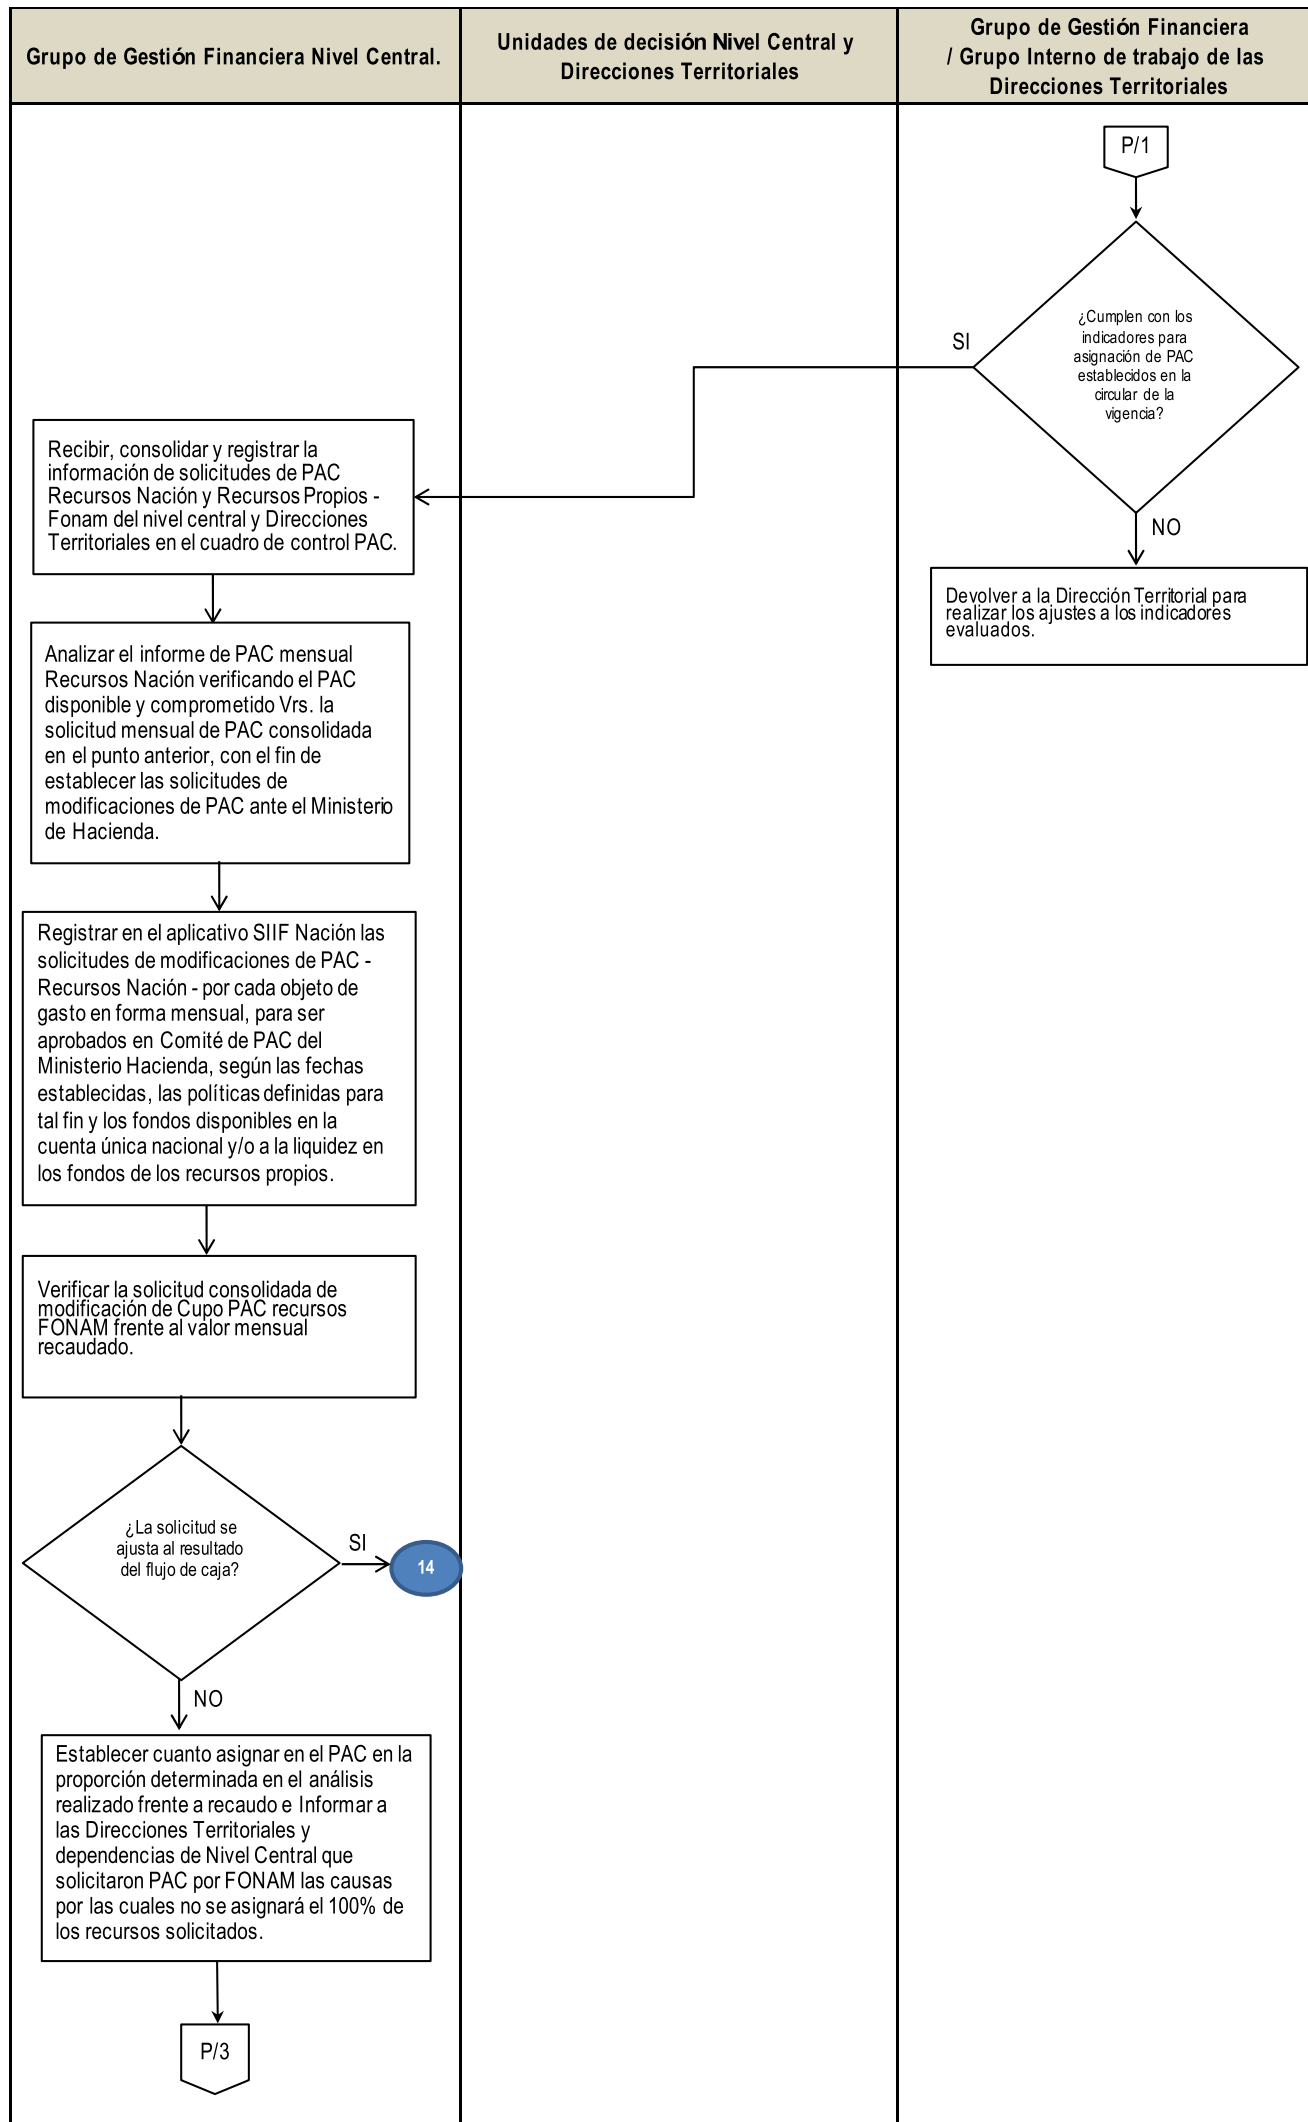 Grupo de Gestión Financiera Nivel Central.
Unidades de decisión Nivel Central y
Direcciones Territoriales
Grupo de Gestión Financiera
/ Grupo Interno de trabajo de las
Direcciones Territoriales
P/1
¿Cumplen con los
indicadores para
asignación de PAC
establecidos en la
circular de la
vigencia?
SI
NO
Devolver a la Dirección Territorial para
realizar los ajustes a los indicadores
evaluados.
Recibir, consolidar y registrar la
información de solicitudes de PAC
Recursos Nación y Recursos Propios -
Fonam del nivel central y Direcciones
Territoriales en el cuadro de control PAC.
Analizar el informe de PAC mensual
Recursos Nación verificando el PAC
disponible y comprometido Vrs. la
solicitud mensual de PAC consolidada
en el punto anterior, con el fin de
establecer las solicitudes de
modificaciones de PAC ante el Ministerio
de Hacienda.
Registrar en el aplicativo SIIF Nación las
solicitudes de modificaciones de PAC -
Recursos Nación - por cada objeto de
gasto en forma mensual, para ser
aprobados en Comité de PAC del
Ministerio Hacienda, según las fechas
establecidas, las políticas definidas para
tal fin y los fondos disponibles en la
cuenta única nacional y/o a la liquidez en
los fondos de los recursos propios.
Verificar la solicitud consolidada de
modificación de Cupo PAC recursos
FONAM frente al valor mensual
recaudado.
¿La solicitud se
ajusta al resultado
del flujo de caja?
SI
14
NO
Establecer cuanto asignar en el PAC en la
proporción determinada en el análisis
realizado frente a recaudo e Informar a
las Direcciones Territoriales y
dependencias de Nivel Central que
solicitaron PAC por FONAM las causas
por las cuales no se asignará el 100% de
los recursos solicitados.
P/3